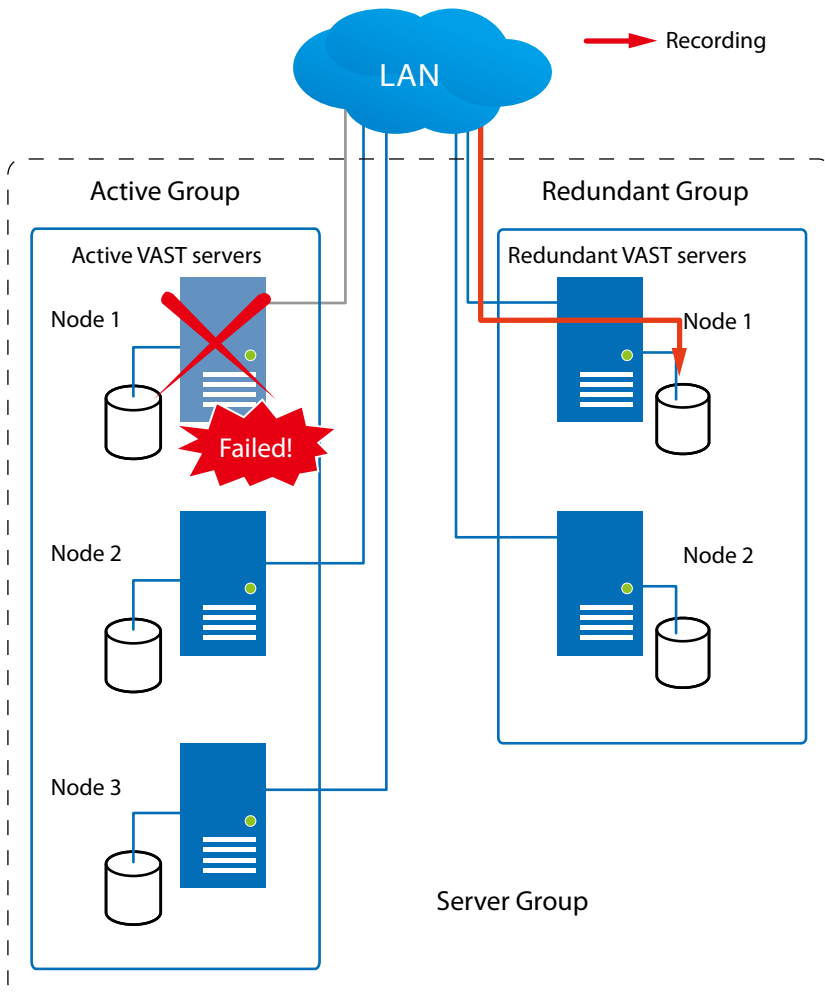 LAN
Recording
Active Group
Redundant Group
Active VAST servers
Redundant VAST servers
Node 1
Node 1
Failed!
Node 2
Node 2
Node 3
Server Group